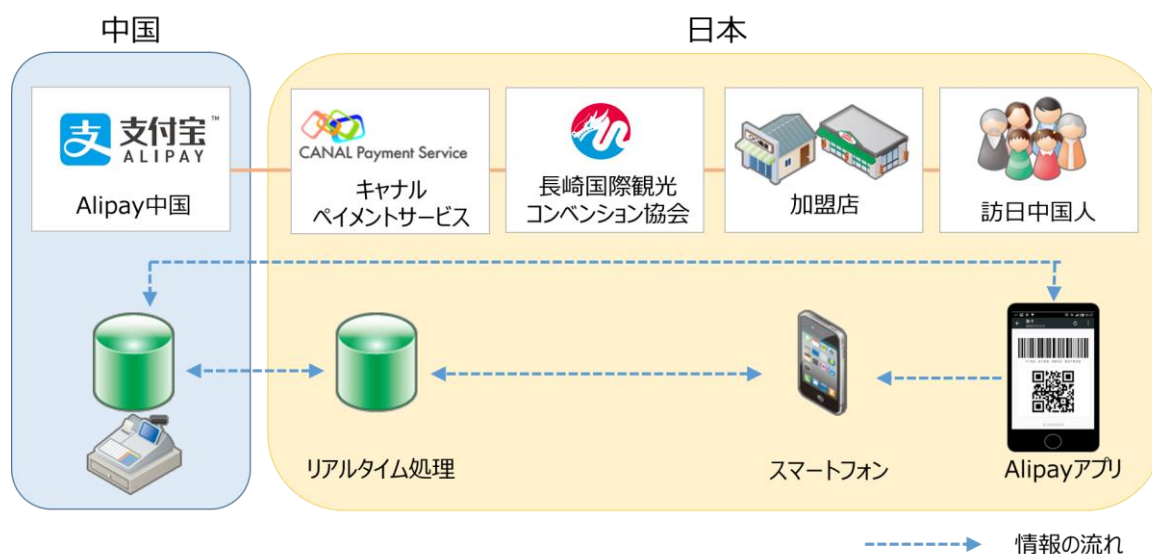 中国
日本
支付宝™
ALIPAY
Alipay中国
CANAL Payment Service
キャナル
ペイメントサービス
長崎国際観光
コンベンション協会
加盟店
訪日中国人
リアルタイム処理
スマートフォン
Alipayアプリ
情報の流れ